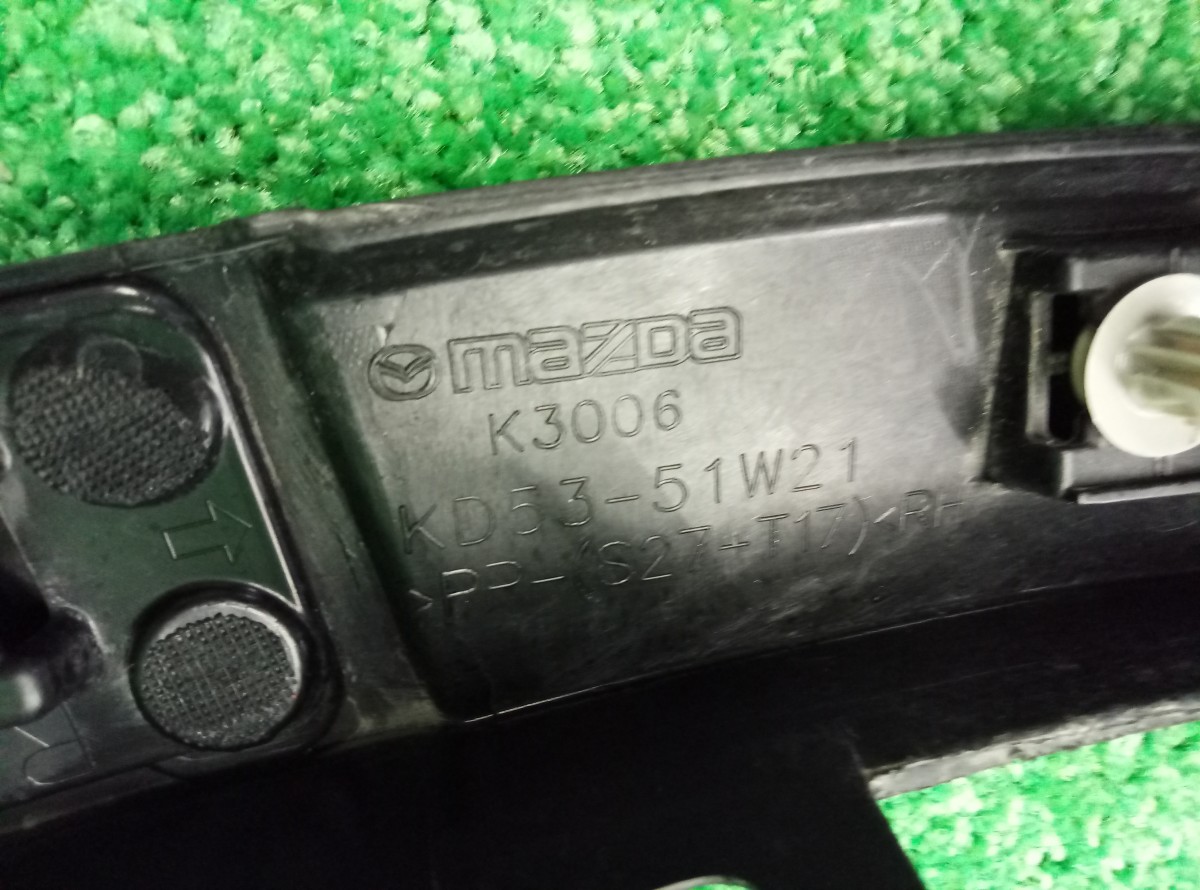 mazda
K3006
KD53-51W21
>PP-(S27+T17)<RH